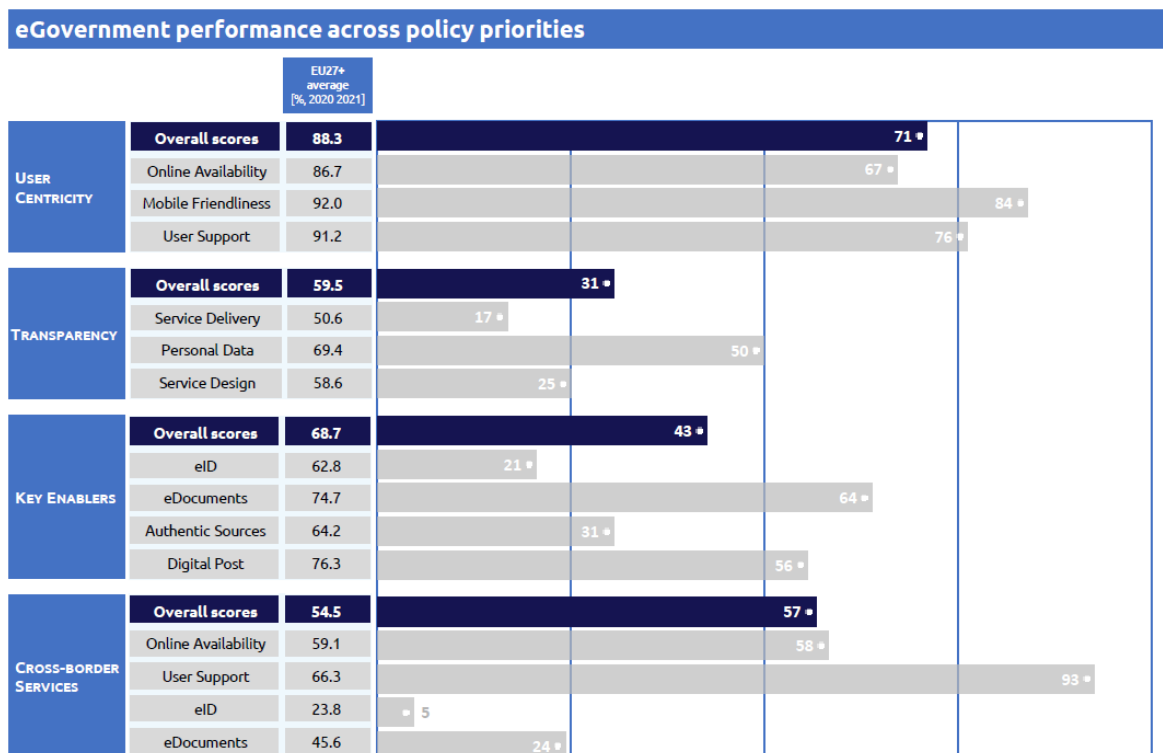 eGovernment performance across policy priorities
EU27+
average
[%, 2020 2021]
USER
CENTRICITY
Overall scores 88.3 71
Online Availability 86.7 67
Mobile Friendliness 92.0 84
User Support 91.2 76
TRANSPARENCY
Overall scores 59.5 31
Service Delivery 50.6 17
Personal Data 69.4 50
Service Design 58.6 25
KEY ENABLERS
Overall scores 68.7 43
eID 62.8 21
eDocuments 74.7 64
Authentic Sources 64.2 31
Digital Post 76.3 56
CROSS-BORDER
SERVICES
Overall scores 54.5 57
Online Availability 59.1 58
User Support 66.3 93
eID 23.8 5
eDocuments 45.6 24